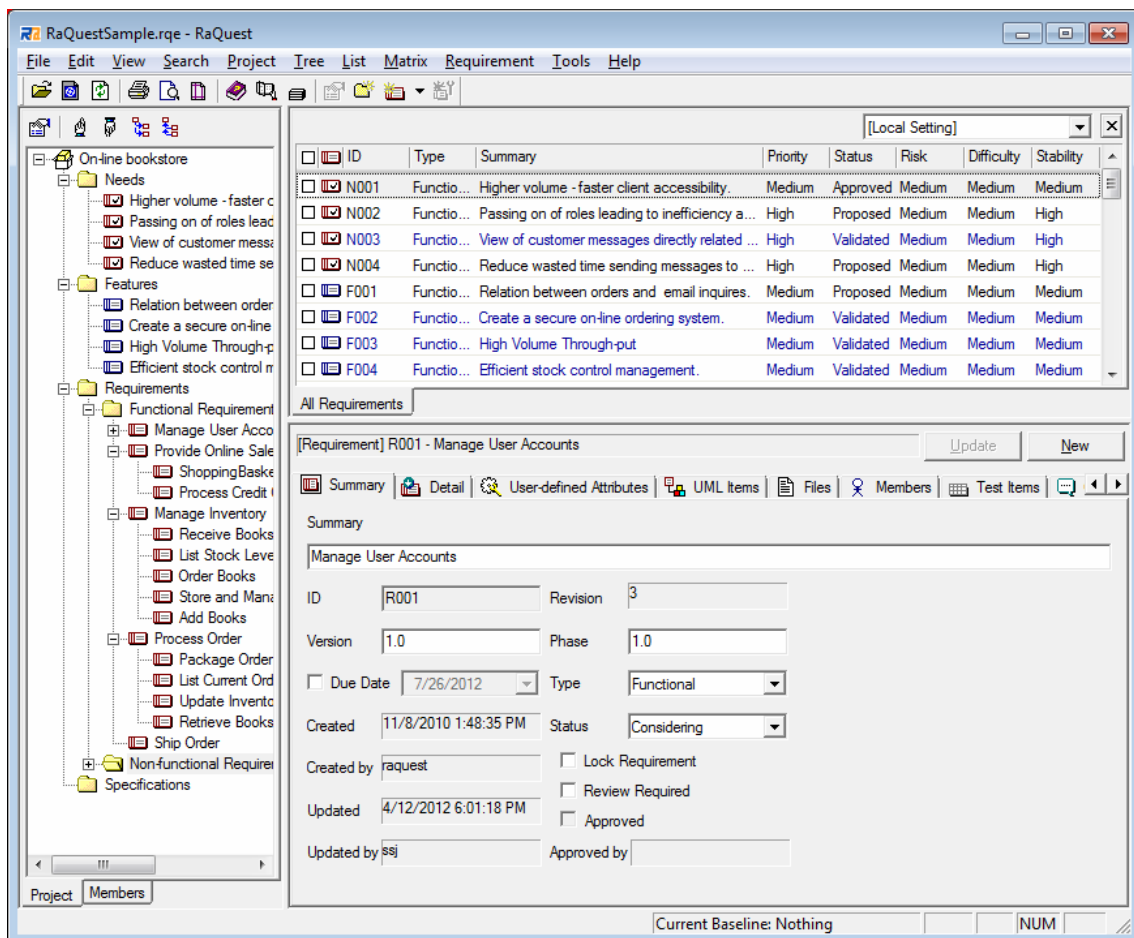 RaQuestSample.rqe - RaQuest
File Edit View Search Project Tree List Matrix Requirement Tools Help
On-line bookstore
Needs
Higher volume - faster c
Passing on of roles lead
View of customer messa
Reduce wasted time se
Features
Relation between order
Create a secure on-line
High Volume Through-p
Efficient stock control m
Requirements
Functional Requirement
Manage User Acco
Provide Online Sale
ShoppingBaske
Process Credit
Manage Inventory
Receive Books
List Stock Leve
Order Books
Store and Mana
Add Books
Process Order
Package Order
List Current Ord
Update Invento
Retrieve Books
Ship Order
Non-functional Requirer
Specifications
Project Members
[Local Setting]
ID Type Summary Priority Status Risk Difficulty Stability
N001 Functio... Higher volume - faster client accessibility. Medium Approved Medium Medium Medium
N002 Functio... Passing on of roles leading to inefficiency a... High Proposed Medium Medium High
N003 Functio... View of customer messages directly related ... High Validated Medium Medium High
N004 Functio... Reduce wasted time sending messages to ... High Proposed Medium Medium High
F001 Functio... Relation between orders and email inquires. Medium Proposed Medium Medium Medium
F002 Functio... Create a secure on-line ordering system. Medium Validated Medium Medium Medium
F003 Functio... High Volume Through-put Medium Validated Medium Medium Medium
F004 Functio... Efficient stock control management. Medium Validated Medium Medium Medium
All Requirements
[Requirement] R001 - Manage User Accounts Update New
Summary Detail User-defined Attributes UML Items Files Members Test Items
Summary
Manage User Accounts
ID R001 Revision 3
Version 1.0 Phase 1.0
Due Date 7/26/2012 Type Functional
Created 11/8/2010 1:48:35 PM Status Considering
Created by raquest Lock Requirement
Review Required
Updated 4/12/2012 6:01:18 PM Approved
Updated by ssj Approved by
Current Baseline: Nothing NUM